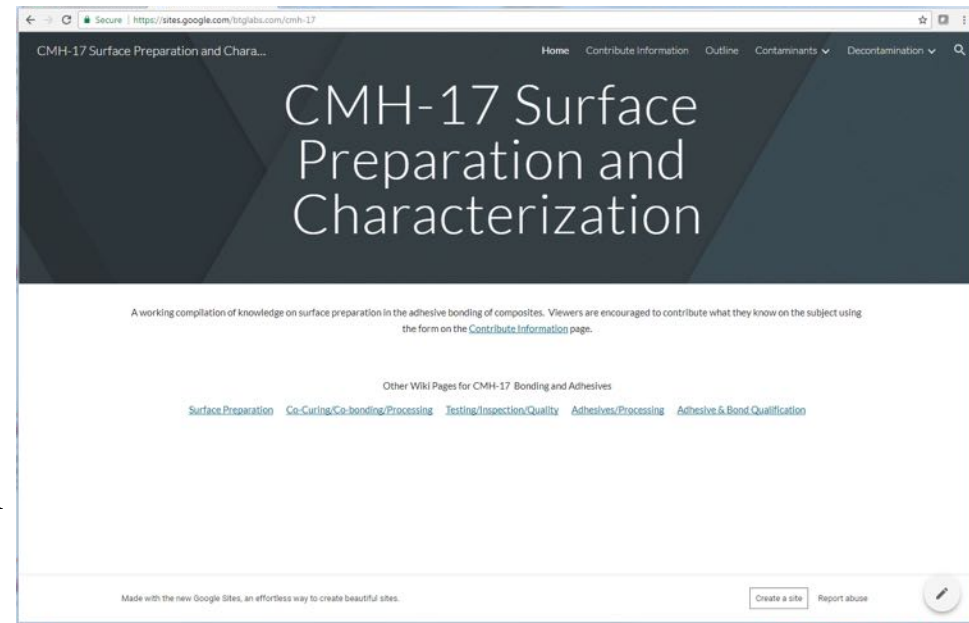 Secure | https://sites.google.com/btglabs.com/cmh-17
CMH-17 Surface Preparation and Chara...
Home Contribute Information Outline Contaminants Decontamination
CMH-17 Surface
Preparation and
Characterization
A working compilation of knowledge on surface preparation in the adhesive bonding of composites. Viewers are encouraged to contribute what they know on the subject using
the form on the Contribute Information page.
Other Wiki Pages for CMH-17 Bonding and Adhesives
Surface Preparation Co-Curing/Co-bonding/Processing Testing/Inspection/Quality Adhesives/Processing Adhesive & Bond Qualification
Made with the new Google Sites, an effortless way to create beautiful sites.
Create a site Report abuse